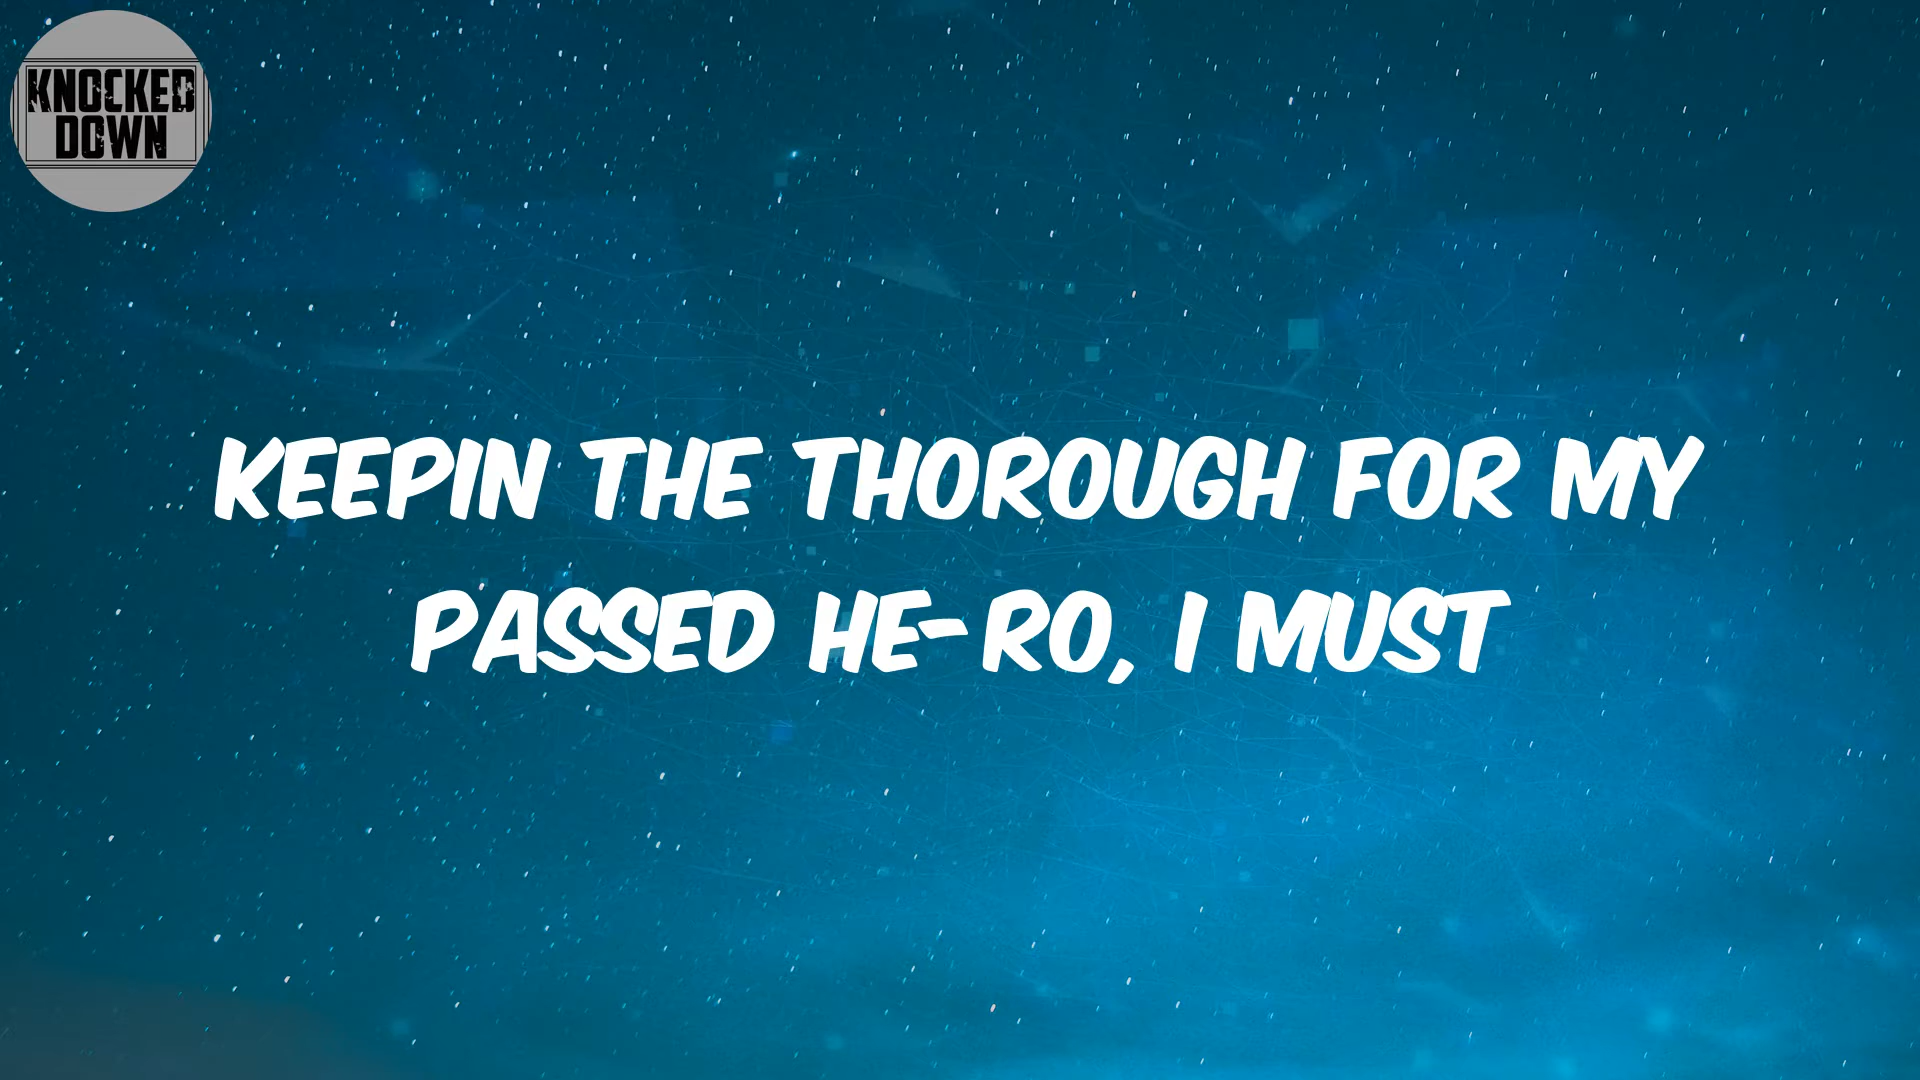 KNOCKED
DOWN
KEEPIN THE THOROUGH FOR MY
PASSED HE-RO, I MUST